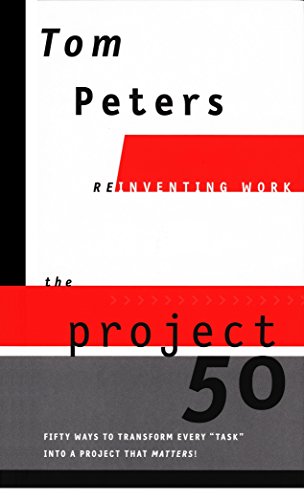 Tom
Peters
REINVENTING WORK
the
>>>>>>>>>>>>>>>>>>>>
project
50
FIFTY WAYS TO TRANSFORM EVERY "TASK"
INTO A PROJECT THAT MATTERS!